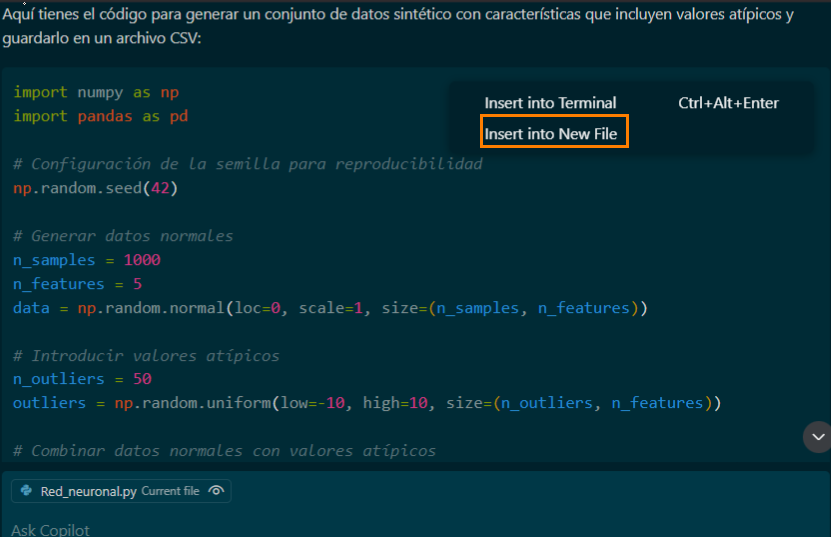 Aquí tienes el código para generar un conjunto de datos sintético con características que incluyen valores atípicos y
guardarlo en un archivo CSV:
import numpy as np
import pandas as pd
Insert into Terminal Ctrl+Alt+Enter
Insert into New File
# Configuración de la semilla para reproducibilidad
np.random.seed(42)
# Generar datos normales
n_samples = 1000
n_features = 5
data = np.random.normal(loc=0, scale=1, size=(n_samples, n_features))
# Introducir valores atípicos
n_outliers = 50
outliers = np.random.uniform(low=-10, high=10, size=(n_outliers, n_features))
# Combinar datos normales con valores atípicos
Red_neuronal.py Current file
Ask Copilot